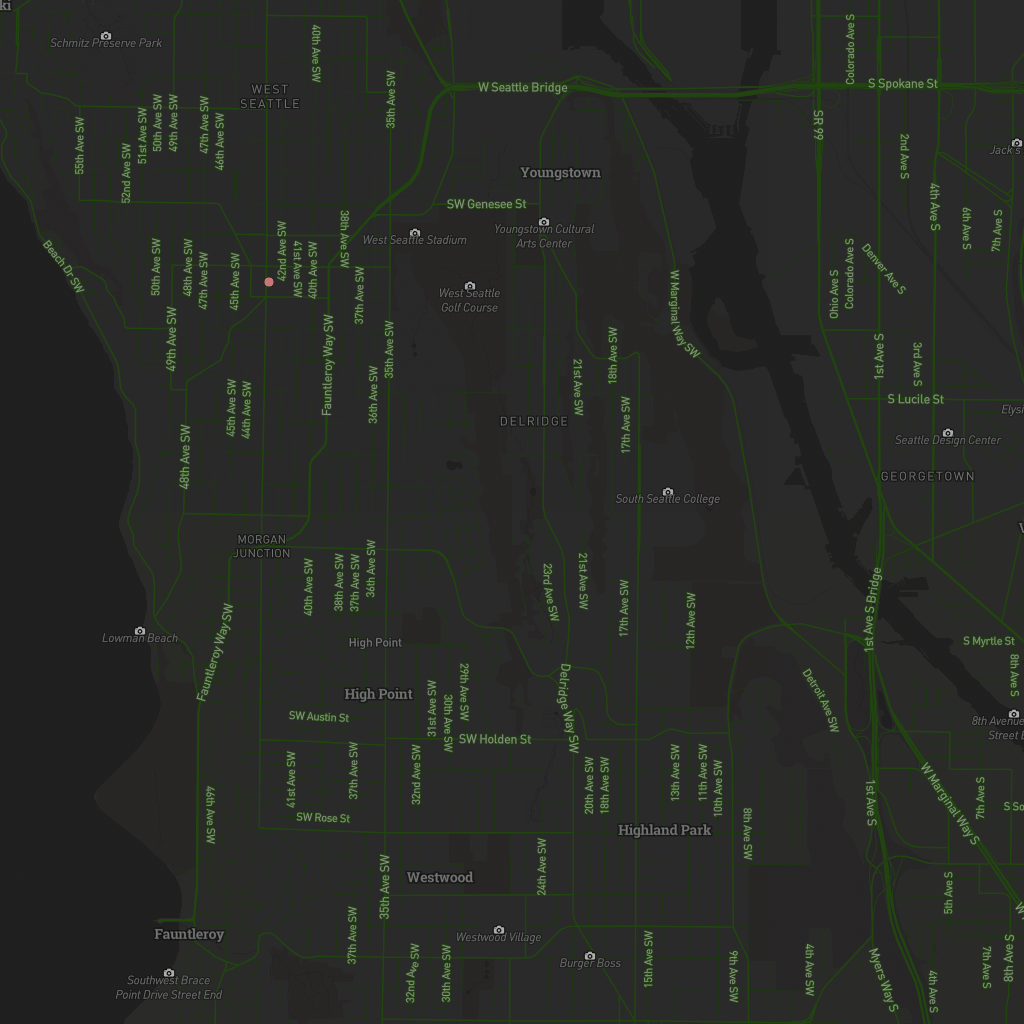 ki
Schmitz Preserve Park
40th Ave SW
WEST
SEATTLE
35th Ave SW
W Seattle Bridge
Colorado Ave S
S Spokane St
SR 99
55th Ave SW
52nd Ave SW
51st Ave SW
50th Ave SW
49th Ave SW
47th Ave SW
46th Ave SW
2nd Ave S
Jack's
Youngstown
4th Ave S
6th Ave S
7th Ave S
SW Genesee St
Youngstown Cultural
Arts Center
West Seattle Stadium
38th Ave SW
42nd Ave SW
41st Ave SW
40th Ave SW
Beach Dr SW
50th Ave SW
48th Ave SW
47th Ave SW
45th Ave SW
37th Ave SW
West Seattle
Golf Course
W Marginal Way SW
Ohio Ave S
Colorado Ave S
Denver Ave S
49th Ave SW
Fauntleroy Way SW
35th Ave SW
18th Ave SW
1st Ave S
3rd Ave S
45th Ave SW
44th Ave SW
36th Ave SW
21st Ave SW
17th Ave SW
S Lucile St
Elysi
DELRIDGE
Seattle Design Center
48th Ave SW
GEORGETOWN
South Seattle College
MORGAN
JUNCTION
40th Ave SW
38th Ave SW
37th Ave SW
36th Ave SW
23rd Ave SW
21st Ave SW
17th Ave SW
12th Ave SW
1st Ave S Bridge
Lowman Beach
Fauntleroy Way SW
High Point
S Myrtle St
8th Ave S
High Point
31st Ave SW
30th Ave SW
29th Ave SW
Delridge Way SW
Detroit Ave SW
8th Avenue
Street E
SW Austin St
SW Holden St
41st Ave SW
37th Ave SW
32nd Ave SW
20th Ave SW
18th Ave SW
13th Ave SW
11th Ave SW
10th Ave SW
W Marginal Way S
1st Ave S
7th Ave S
S So
46th Ave SW
SW Rose St
Highland Park
8th Ave SW
Westwood
35th Ave SW
24th Ave SW
5th Ave S
W
Fauntleroy
37th Ave SW
Westwood Village
Burger Boss
32nd Ave SW
30th Ave SW
15th Ave SW
9th Ave SW
4th Ave SW
Myers Way S
4th Ave S
7th Ave S
8th Ave S
Southwest Brace
Point Drive Street End